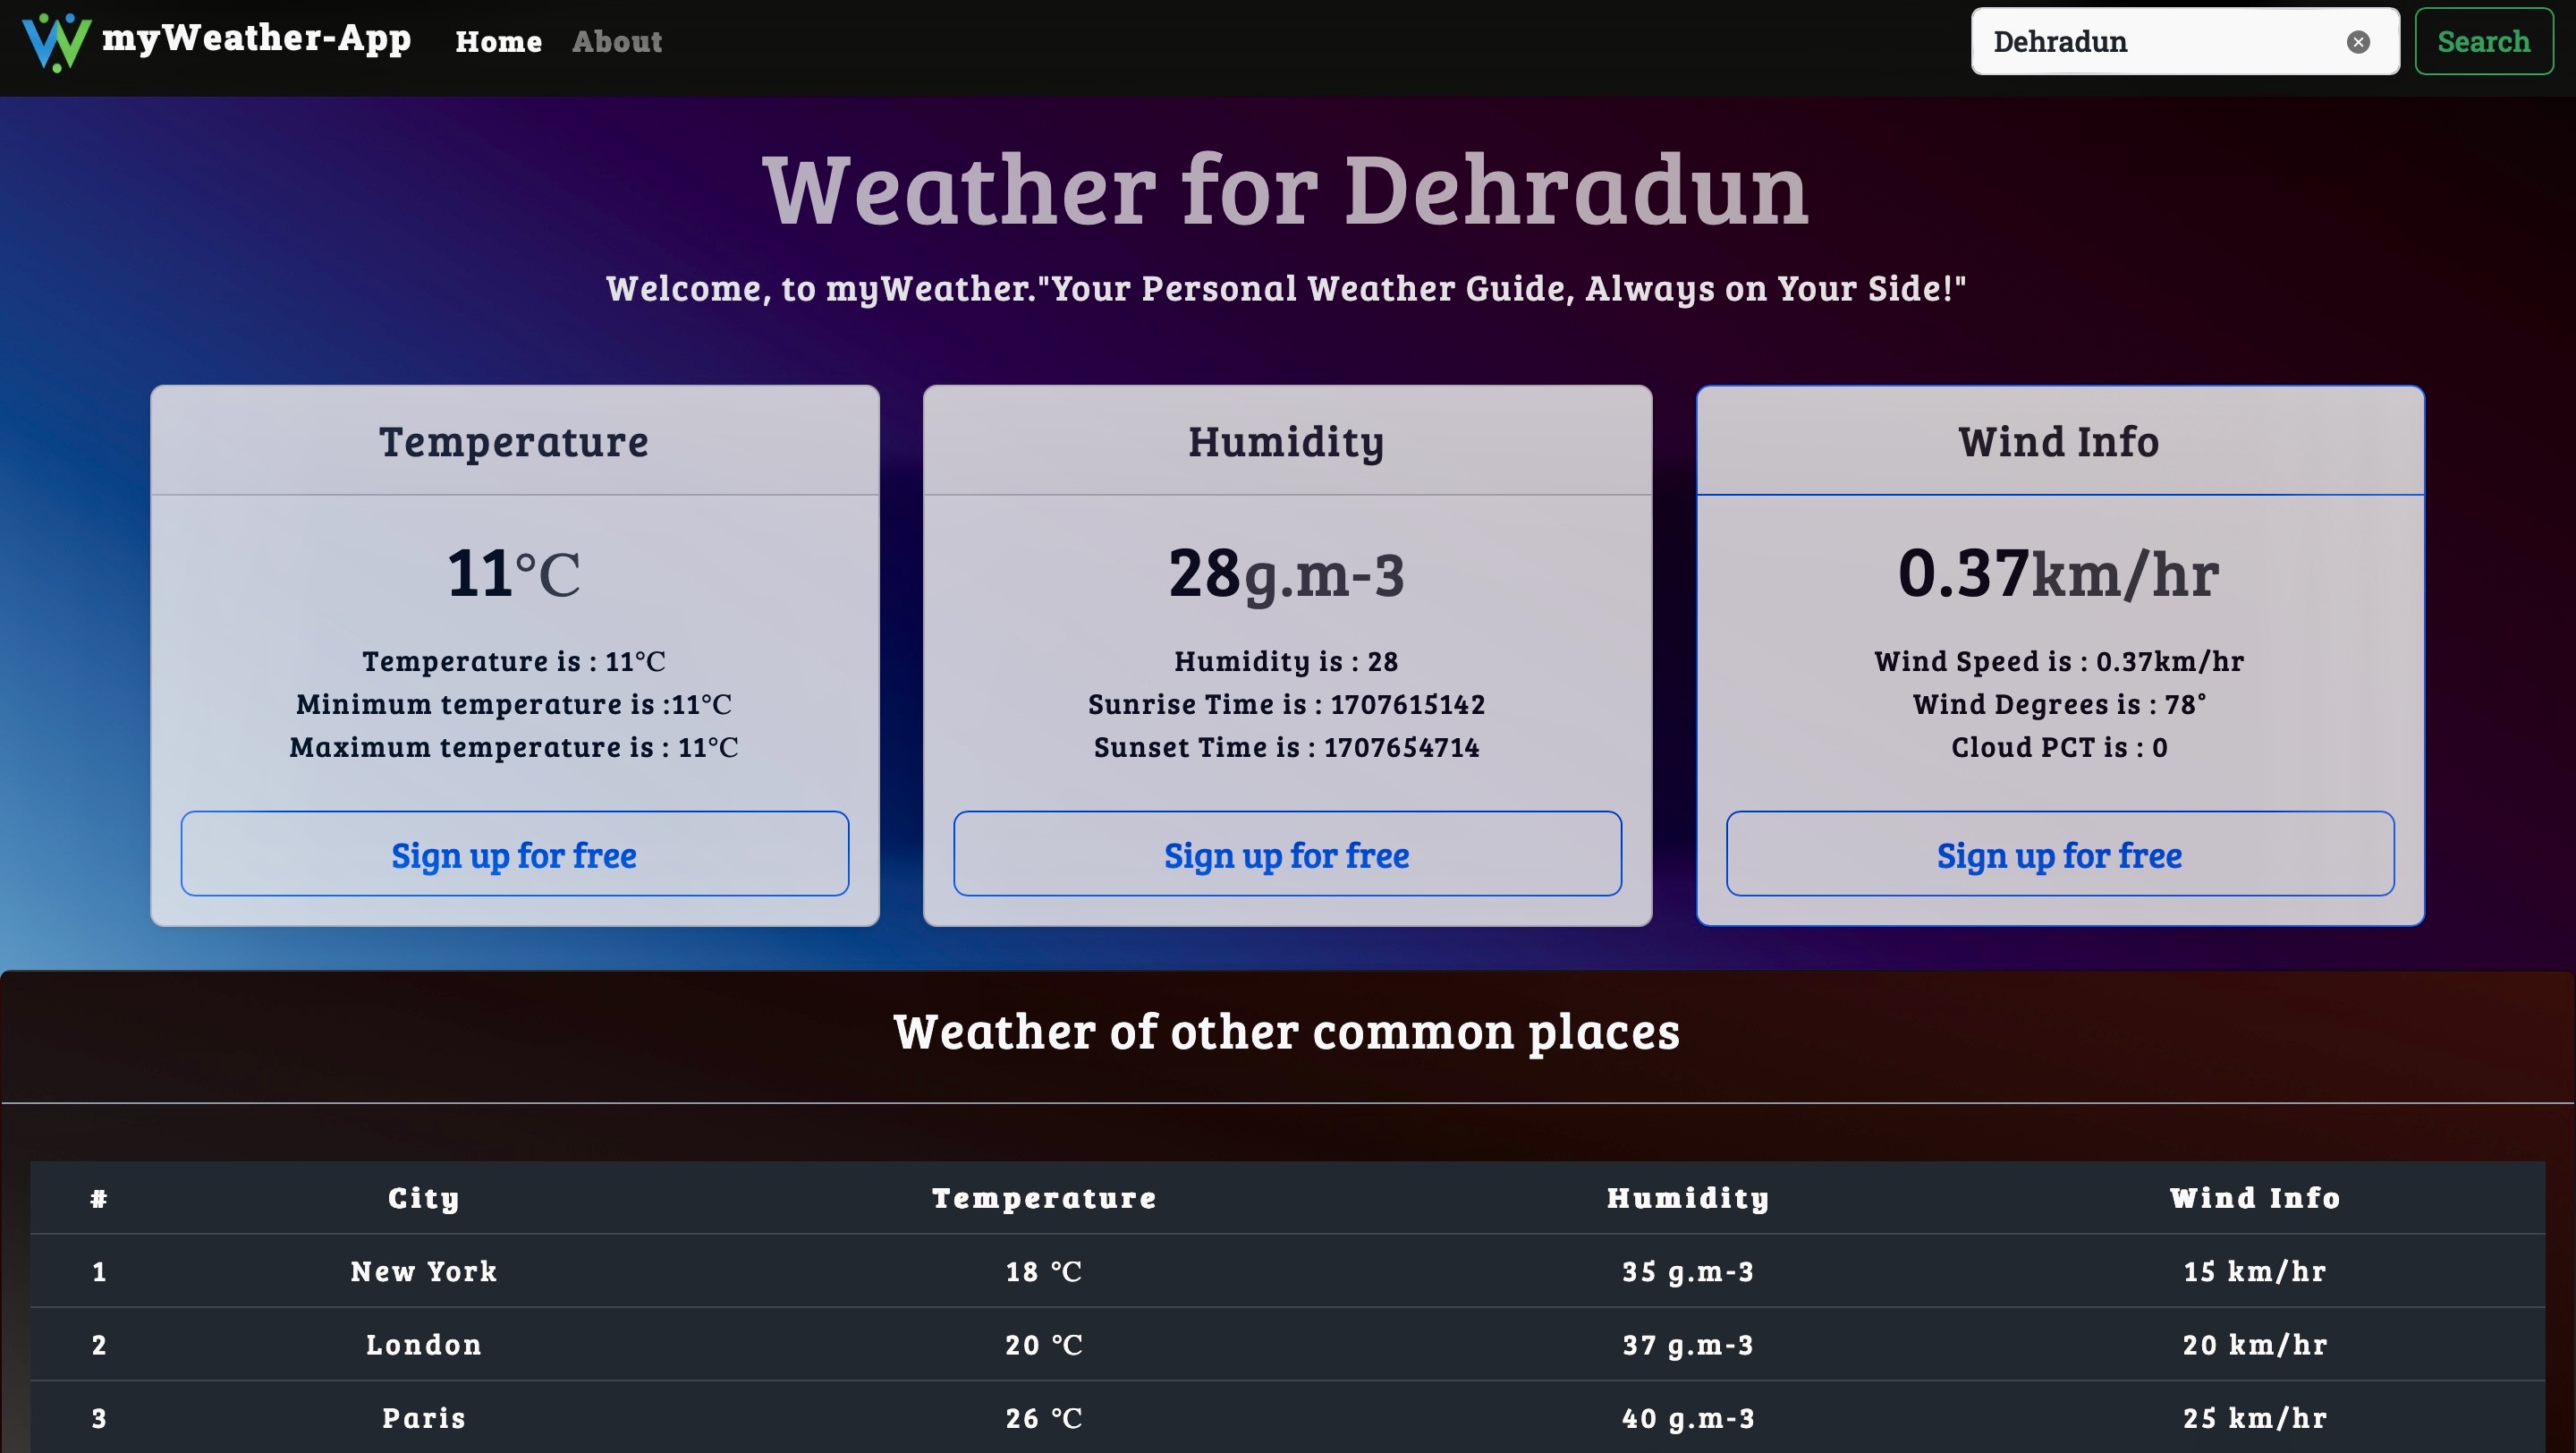 myWeather-App Home About Dehradun Search
Weather for Dehradun
Welcome, to myWeather."Your Personal Weather Guide, Always on Your Side!"
Temperature
11°C
Temperature is : 11°C
Minimum temperature is :11°C
Maximum temperature is : 11°C
Sign up for free
Humidity
28g.m-3
Humidity is : 28
Sunrise Time is : 1707615142
Sunset Time is : 1707654714
Sign up for free
Wind Info
0.37km/hr
Wind Speed is : 0.37km/hr
Wind Degrees is : 78°
Cloud PCT is : 0
Sign up for free
Weather of other common places
# City Temperature Humidity Wind Info
1 New York 18 °C 35 g.m-3 15 km/hr
2 London 20 °C 37 g.m-3 20 km/hr
3 Paris 26 °C 40 g.m-3 25 km/hr